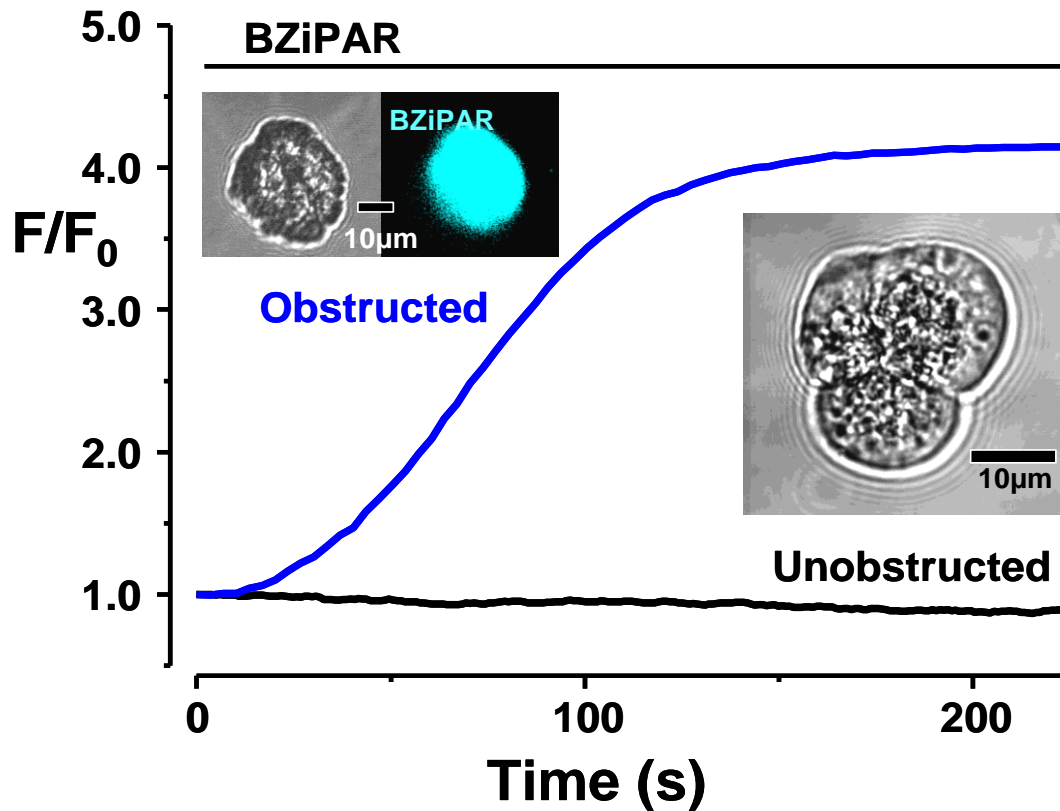 5.0
BZiPAR
BZiPAR
4.0
F/F0
10µm
Obstructed
3.0
2.0
10µm
Unobstructed
1.0
0
100
200
Time (s)